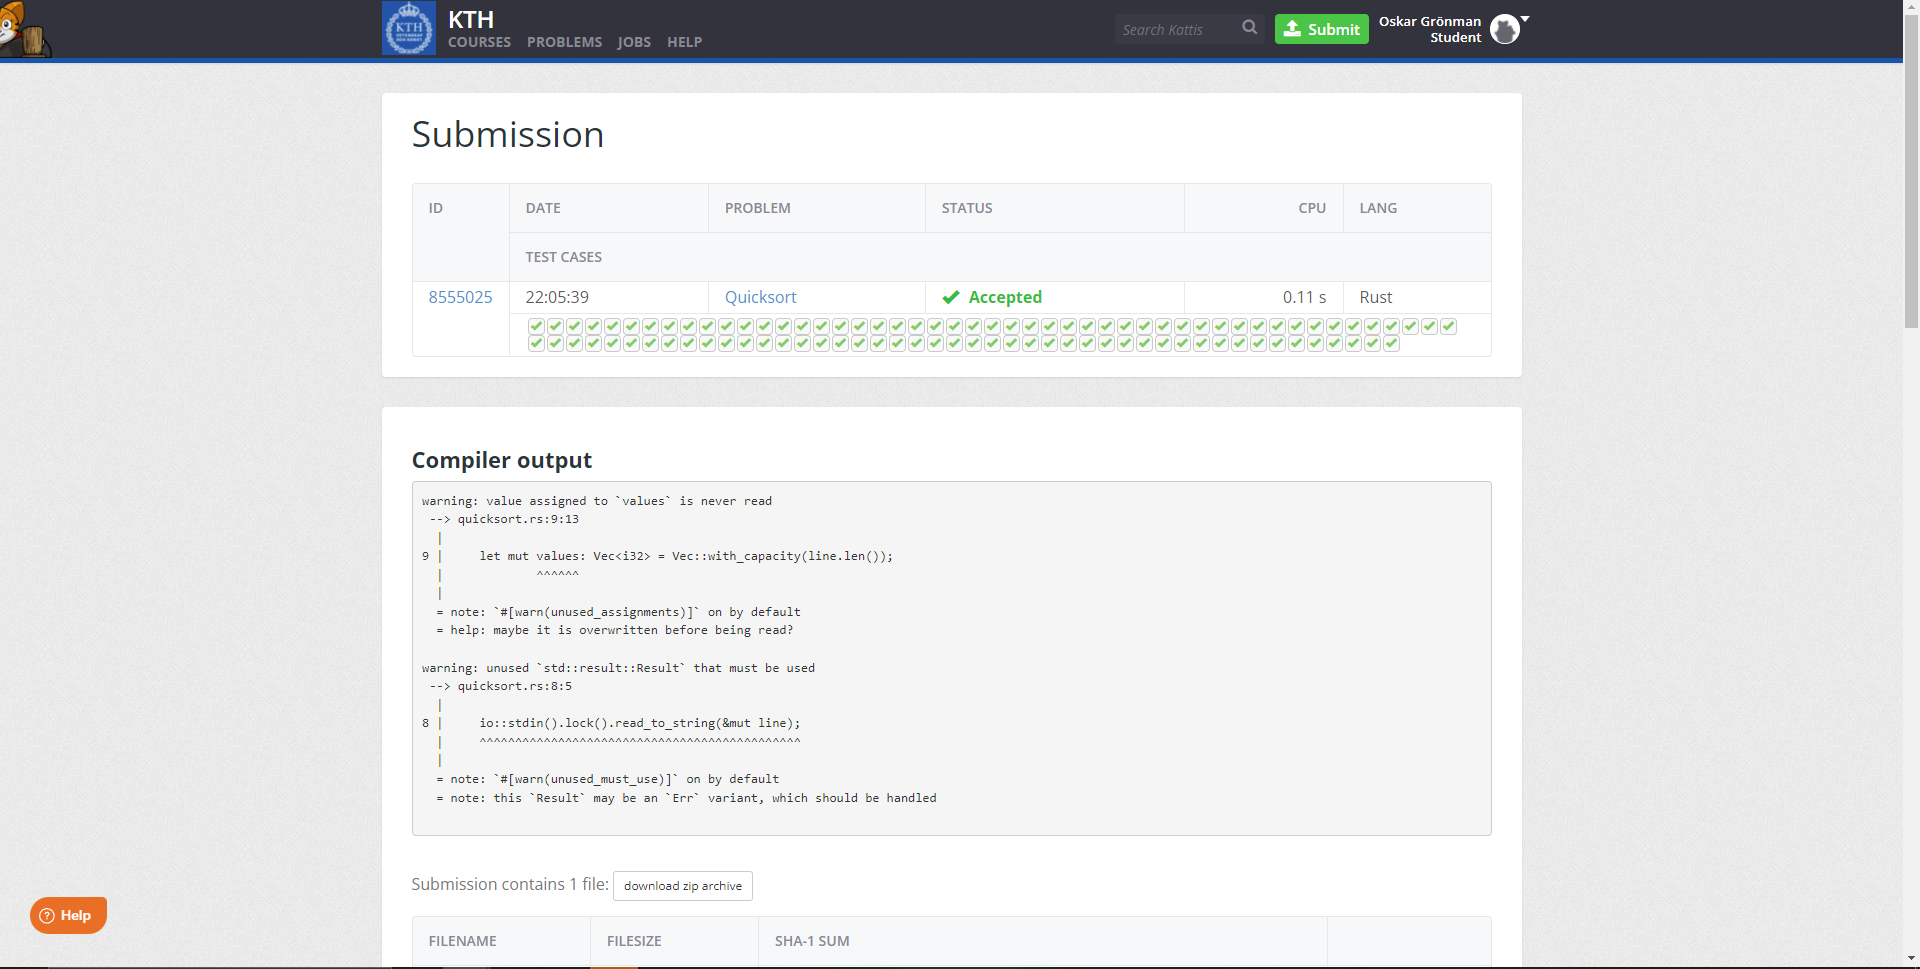 KTH
COURSES PROBLEMS JOBS HELP
Search Kattis
Submit
Oskar Grönman
Student
KTH
Submission
ID DATE PROBLEM STATUS CPU LANG
TEST CASES
8555025 22:05:39 Quicksort Accepted 0.11 s Rust
Compiler output
warning: value assigned to `values` is never read
--> quicksort.rs:9:13
|
9 | let mut values: Vec<i32> = Vec::with_capacity(line.len());
| ^^^^^^
|
= note: `#[warn(unused_assignments)]` on by default
= help: maybe it is overwritten before being read?
warning: unused `std::result::Result` that must be used
--> quicksort.rs:8:5
|
8 | io::stdin().lock().read_to_string(&mut line);
| ^^^^^^^^^^^^^^^^^^^^^^^^^^^^^^^^^^^^^^^^^^^^^
|
= note: `#[warn(unused_must_use)]` on by default
= note: this `Result` may be an `Err` variant, which should be handled
Submission contains 1 file: download zip archive
Help
FILENAME FILESIZE SHA-1 SUM